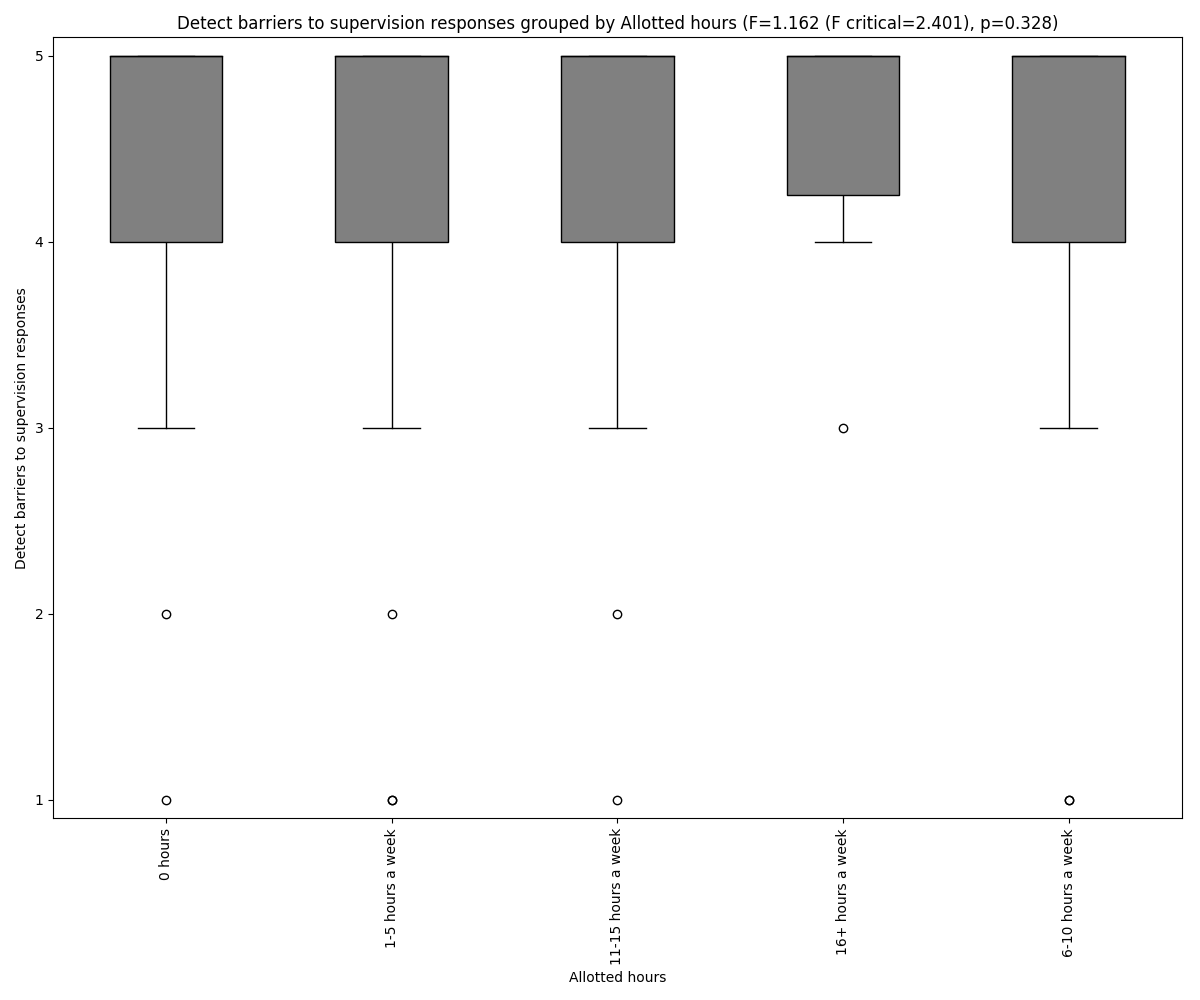 Detect barriers to supervision responses grouped by Allotted hours (F=1.162 (F critical=2.401), p=0.328)
Detect barriers to supervision responses
5
4
3
2
1
0 hours
1-5 hours a week
11-15 hours a week
16+ hours a week
6-10 hours a week
Allotted hours